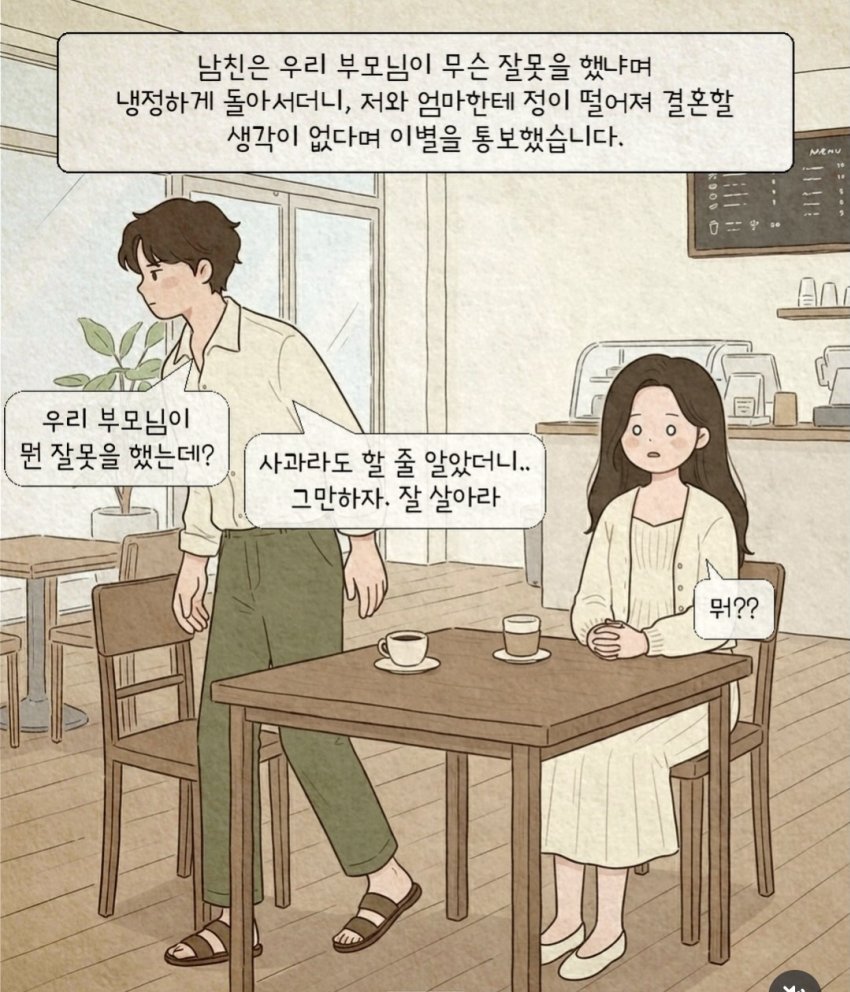 남친은 우리 부모님이 무슨 잘못을 했냐며
냉정하게 돌아서더니, 저와 엄마한테 정이 떨어져 결혼할
생각이 없다며 이별을 통보했습니다.
MENU
우리 부모님이
뭔 잘못을 했는데?
사과라도 할 줄 알았더니..
그만하자. 잘 살아라
뭐??